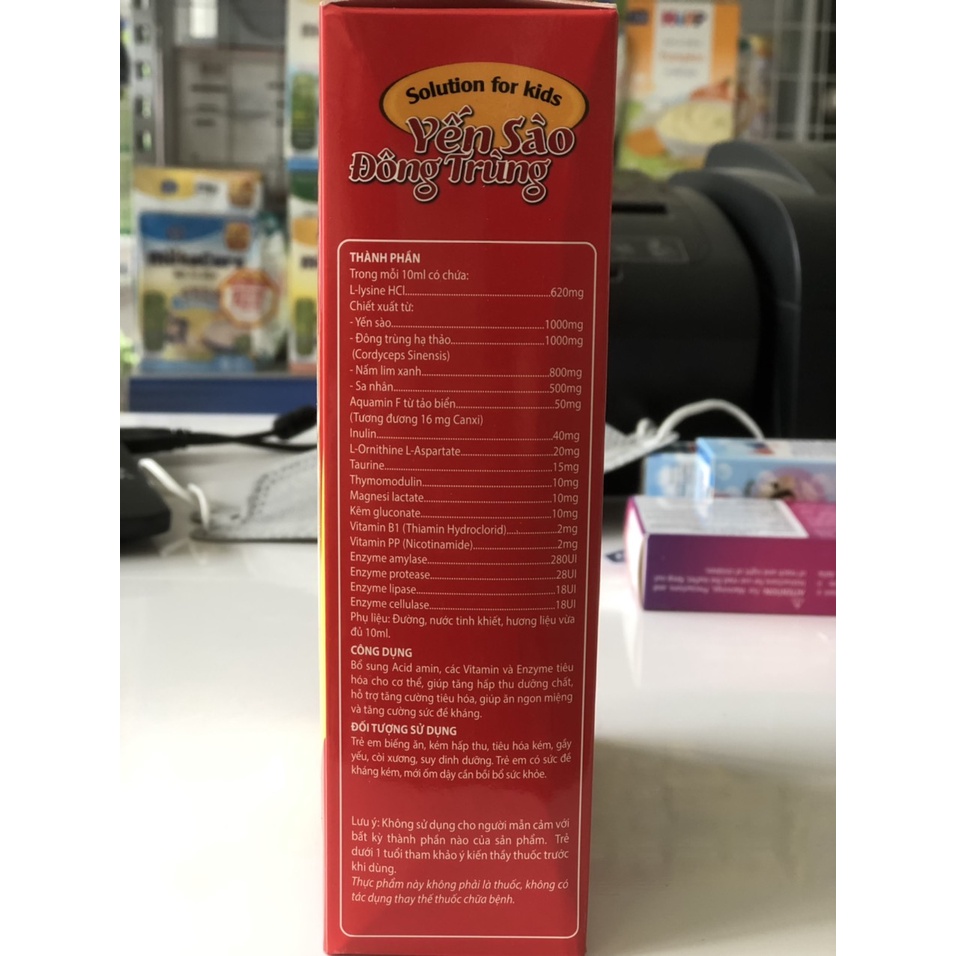 Solution for kids
Yến Sào
Đông Trùng
THÀNH PHẦN
Trong mỗi 10ml có chứa:
L-lysine HCl.....620mg
Chiết xuất từ:
- Yến sào.....1000mg
- Đông trùng hạ thảo.....1000mg
(Cordyceps Sinensis)
- Nấm lim xanh.....800mg
- Sa nhân.....500mg
Aquamin F từ tảo biển.....50mg
(Tương đương 16 mg Canxi)
Inulin.....40mg
L-Ornithine L-Aspartate.....20mg
Taurine.....15mg
Thymomodulin.....10mg
Magnesi lactate.....10mg
Kẽm gluconate.....10mg
Vitamin B1 (Thiamin Hydroclorid).....2mg
Vitamin PP (Nicotinamide).....2mg
Enzyme amylase.....280UI
Enzyme protease.....28UI
Enzyme lipase.....18UI
Enzyme cellulase.....18UI
Phụ liệu: Đường, nước tinh khiết, hương liệu vừa
đủ 10ml.
CÔNG DỤNG
Bổ sung Acid amin, các Vitamin và Enzyme tiêu
hóa cho cơ thể, giúp tăng hấp thu dưỡng chất,
hỗ trợ tăng cường tiêu hóa, giúp ăn ngon miệng
và tăng cường sức đề kháng.
ĐỐI TƯỢNG SỬ DỤNG
Trẻ em biếng ăn, kém hấp thu, tiêu hóa kém, gầy
yếu, còi xương, suy dinh dưỡng. Trẻ em có sức đề
kháng kém, mới ốm dậy cần bồi bổ sức khỏe.
Lưu ý: Không sử dụng cho người mẫn cảm với
bất kỳ thành phần nào của sản phẩm. Trẻ
dưới 1 tuổi tham khảo ý kiến thầy thuốc trước
khi dùng.
Thực phẩm này không phải là thuốc, không có
tác dụng thay thế thuốc chữa bệnh.